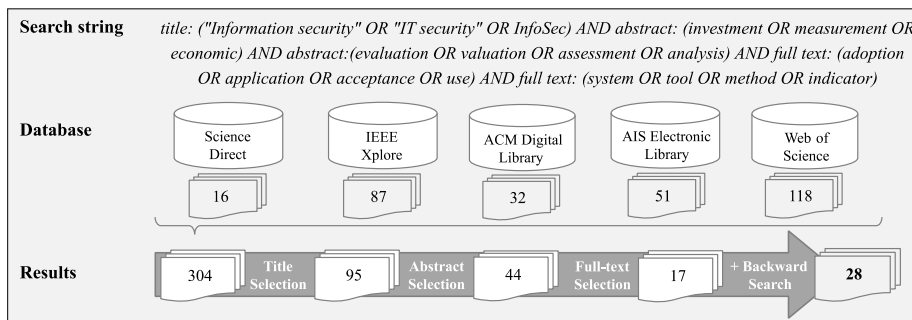 Search string
title: ("Information security" OR "IT security" OR InfoSec) AND abstract: (investment OR measurement OR
economic) AND abstract:(evaluation OR valuation OR assessment OR analysis) AND full text: (adoption
OR application OR acceptance OR use) AND full text: (system OR tool OR method OR indicator)
Database
Science
Direct
IEEE
Xplore
ACM Digital
Library
AIS Electronic
Library
Web of
Science
16
87
32
51
118
Results
304
Title
Selection
95
Abstract
Selection
44
Full-text
Selection
17
+ Backward
Search
28